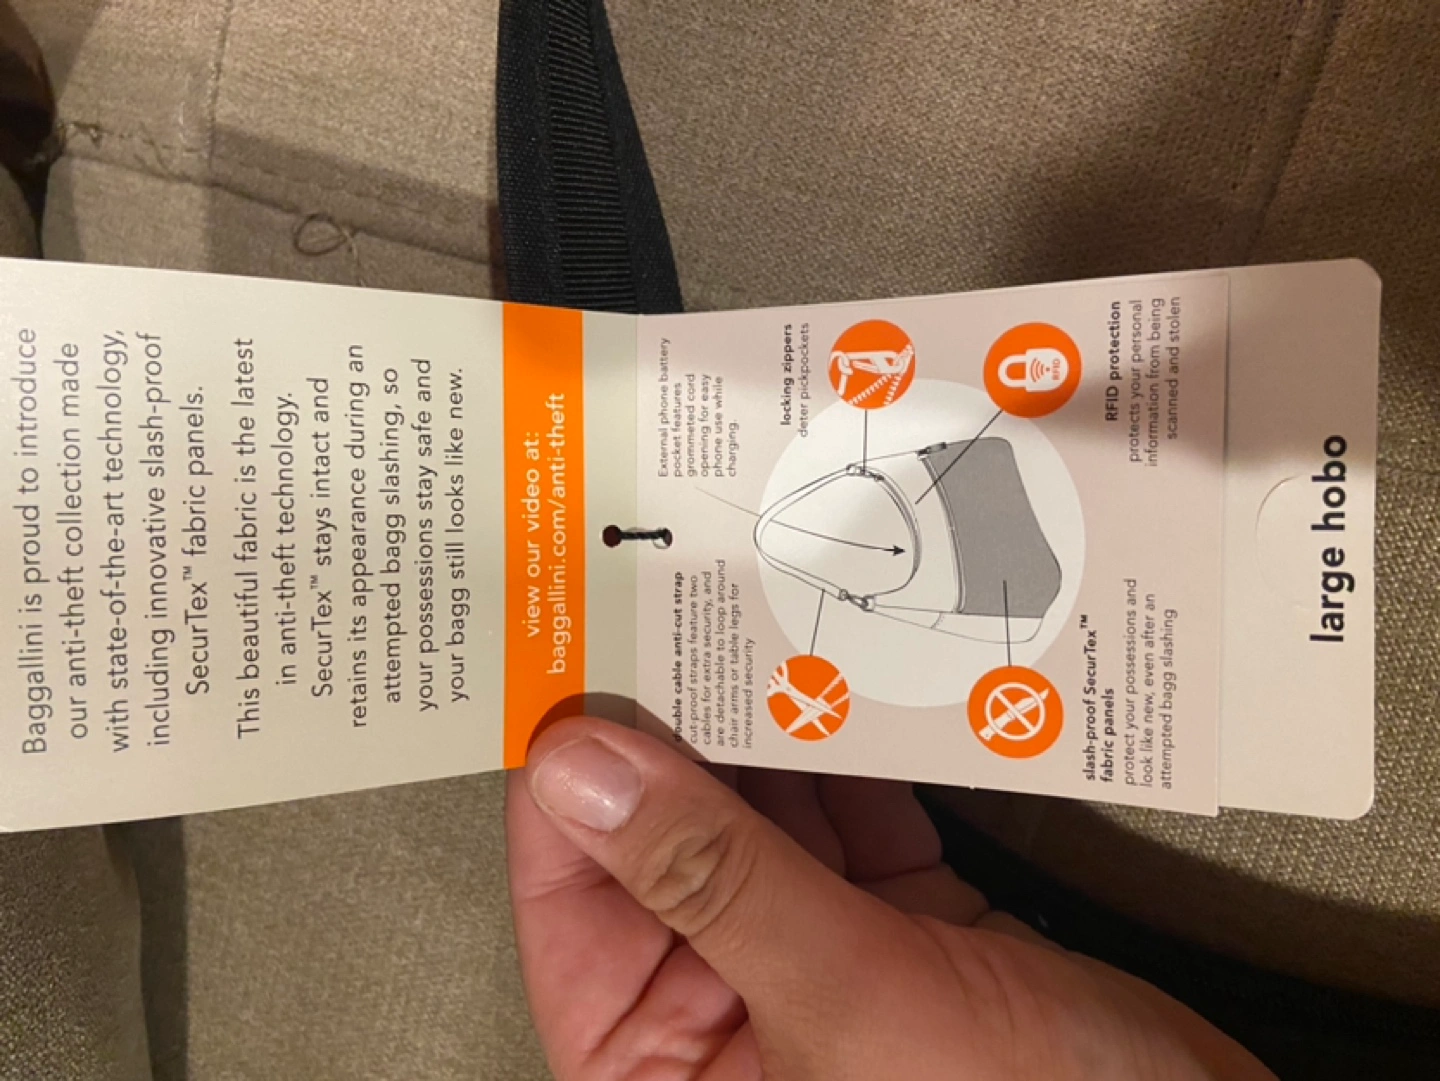 Baggallini is proud to introduce
our anti-theft collection made
with state-of-the-art technology,
including innovative slash-proof
SecurTex™ fabric panels.
This beautiful fabric is the latest
in anti-theft technology.
SecurTex™ stays intact and
retains its appearance during an
attempted bagg slashing, so
your possessions stay safe and
your bagg still looks like new.
view our video at:
baggallini.com/anti-theft
double cable anti-cut strap
cut-proof straps feature two
cables for extra security, and
are detachable to loop around
chair arms or table legs for
increased security
External phone battery
pocket features
grommeted cord
opening for easy
phone use while
charging.
locking zippers
deter pickpockets
RFID
slash-proof SecurTex™
fabric panels
protect your possessions and
look like new, even after an
attempted bagg slashing
RFID protection
protects your personal
information from being
scanned and stolen
large hobo